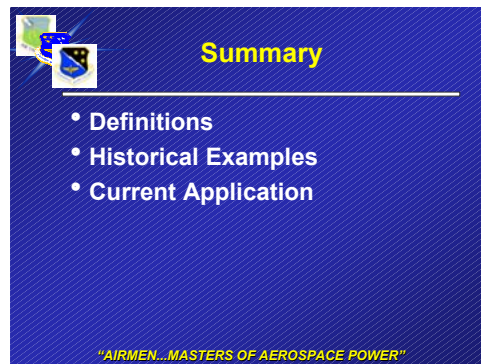 Summary
• Definitions
• Historical Examples
• Current Application
“AIRMEN...MASTERS OF AEROSPACE POWER”